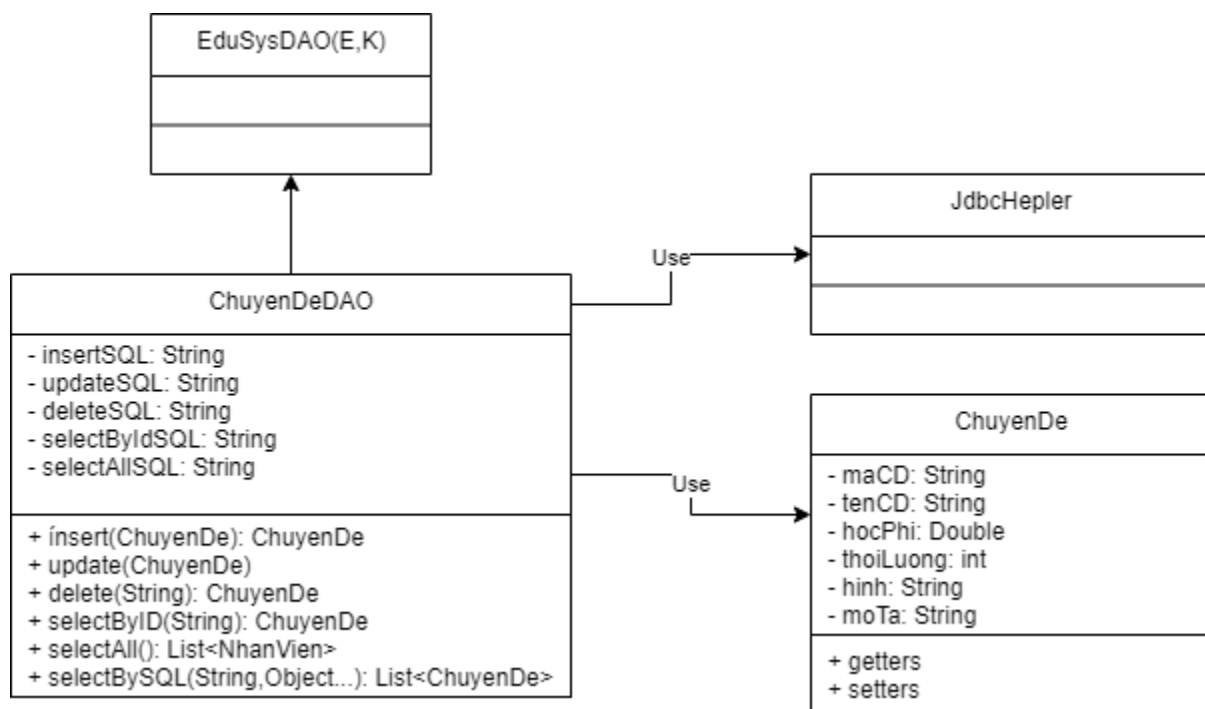 EduSysDAO(E,K)
JdbcHepler
Use
ChuyenDeDAO
- insertSQL: String
- updateSQL: String
- deleteSQL: String
- selectByIdSQL: String
- selectAllSQL: String
+ ínsert(ChuyenDe): ChuyenDe
+ update(ChuyenDe)
+ delete(String): ChuyenDe
+ selectByID(String): ChuyenDe
+ selectAll(): List<NhanVien>
+ selectBySQL(String,Object...): List<ChuyenDe>
Use
ChuyenDe
- maCD: String
- tenCD: String
- hocPhi: Double
- thoiLuong: int
- hinh: String
- moTa: String
+ getters
+ setters